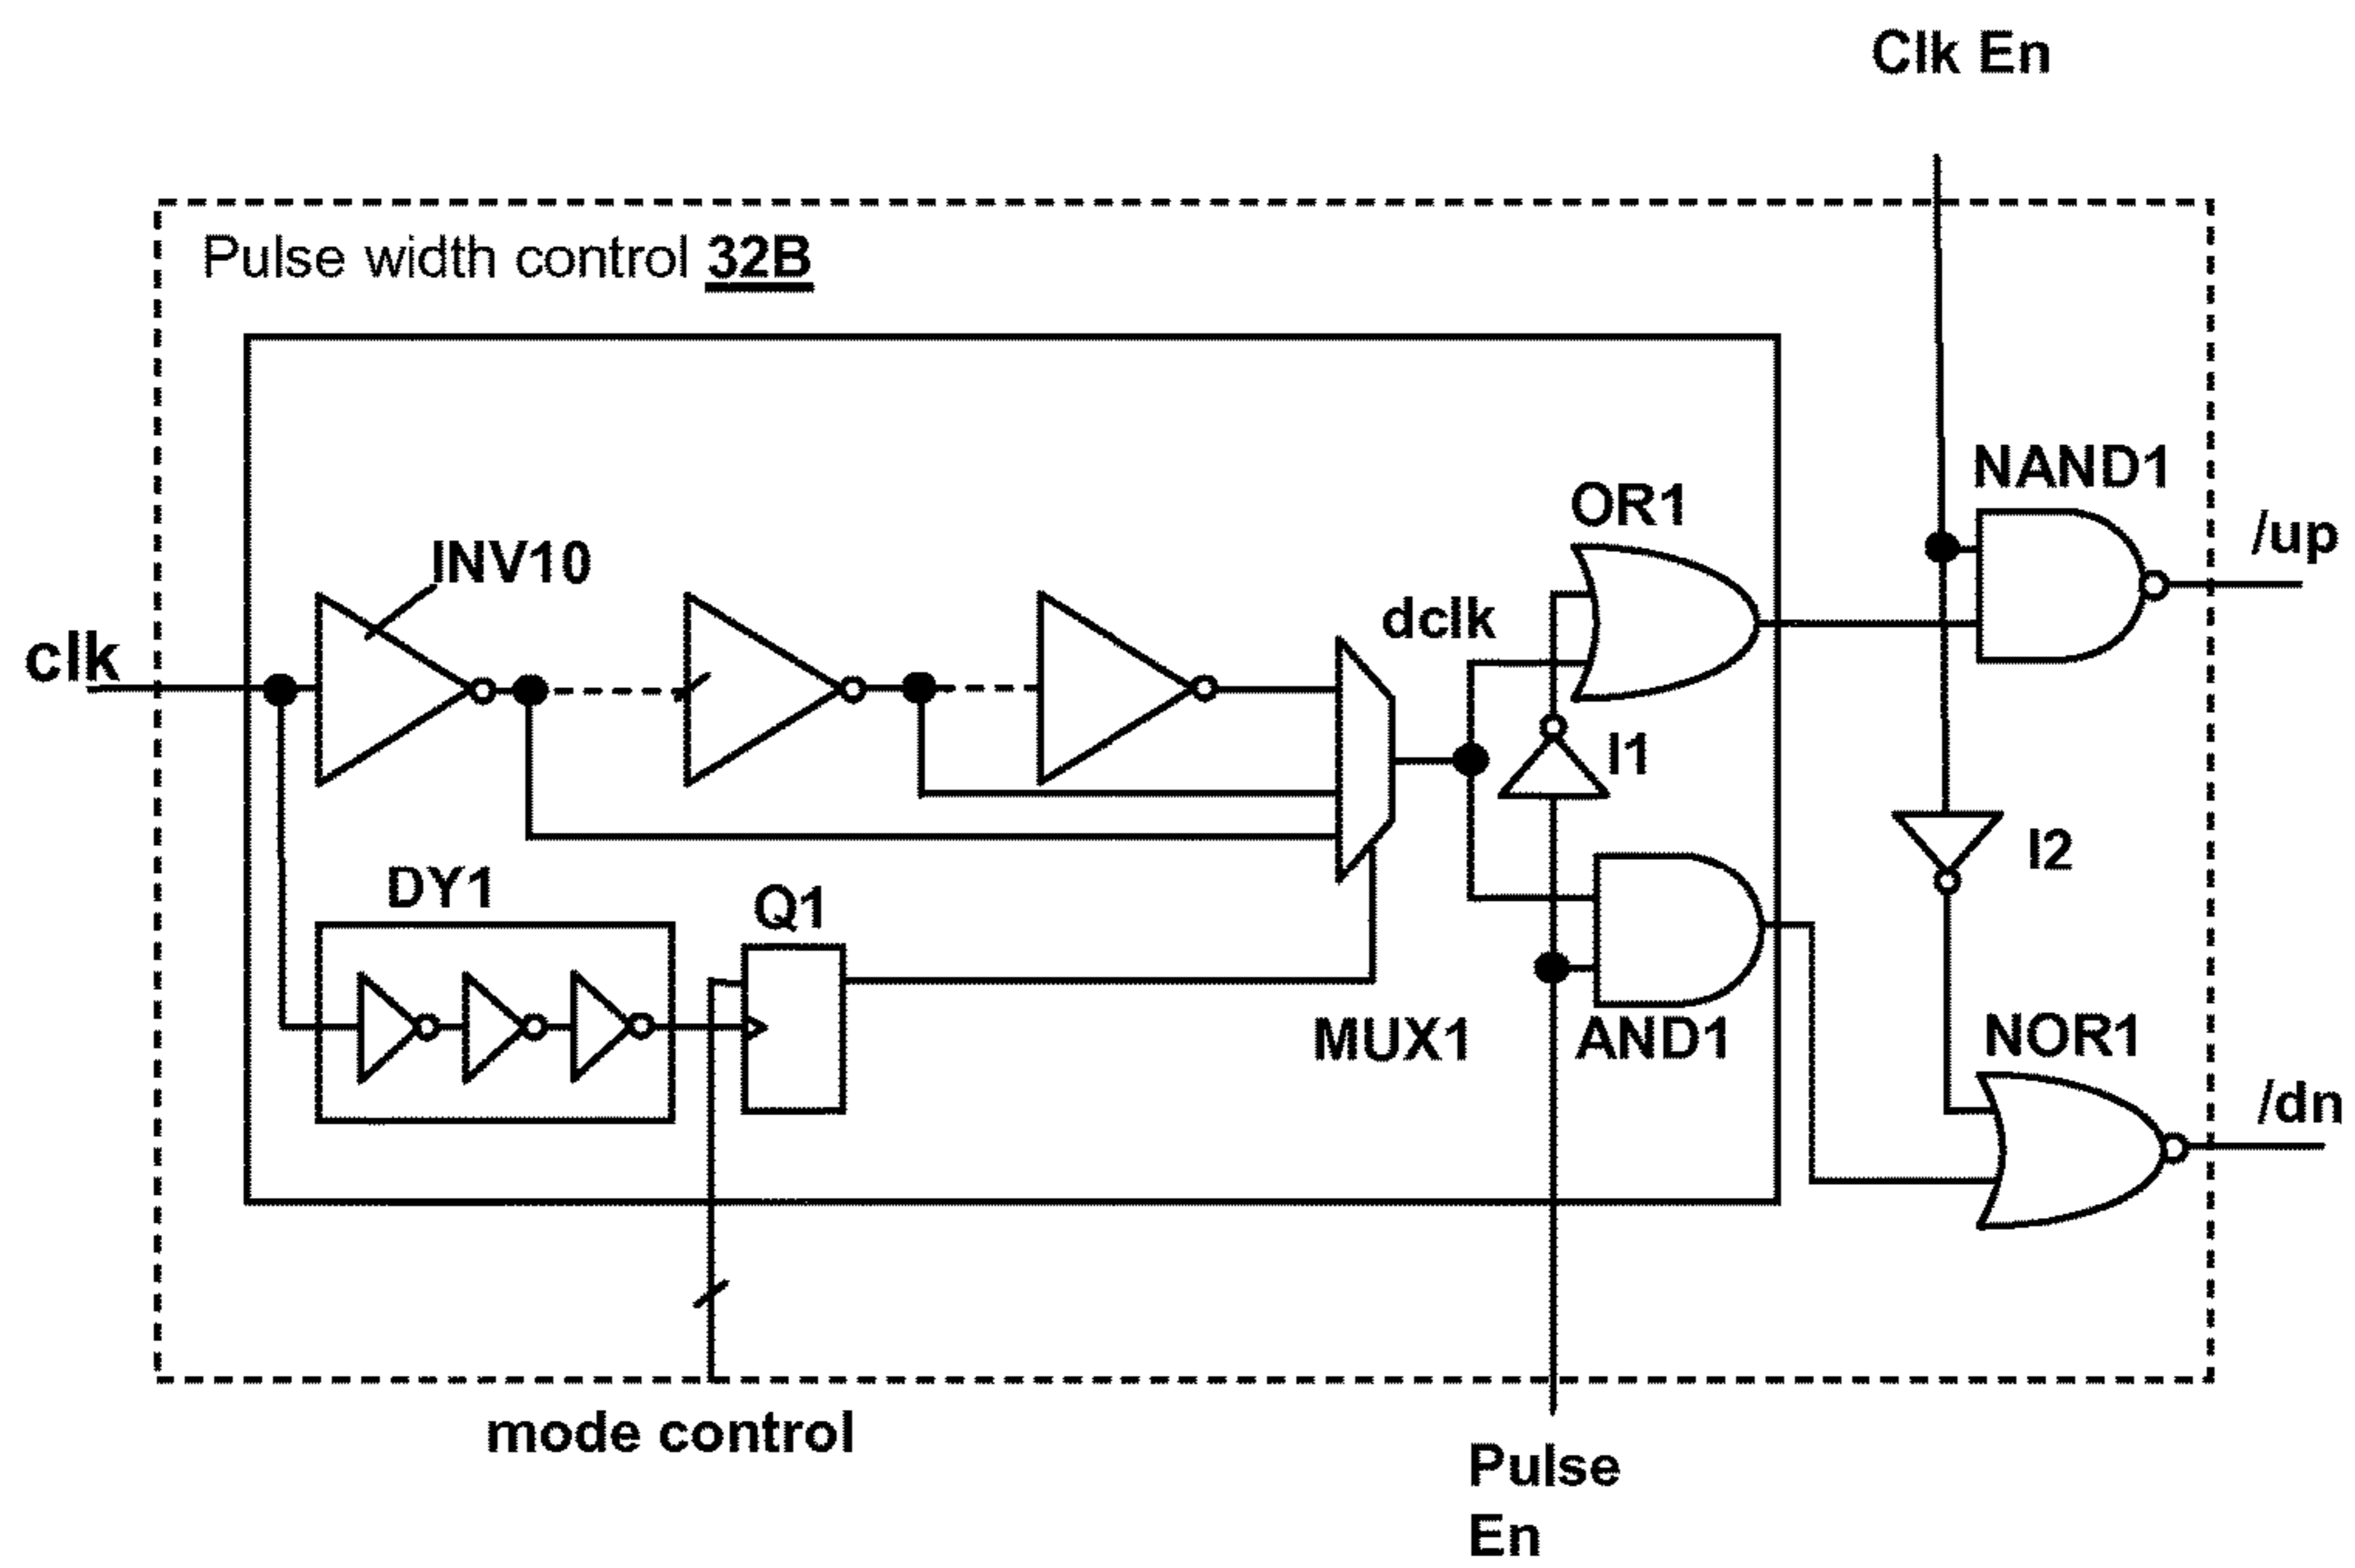 Clk En
Pulse width control 32B
NAND1
OR1
/up
INV10
dclk
clk
I1
I2
DY1
Q1
MUX1
AND1
NOR1
/dn
mode control
Pulse
En